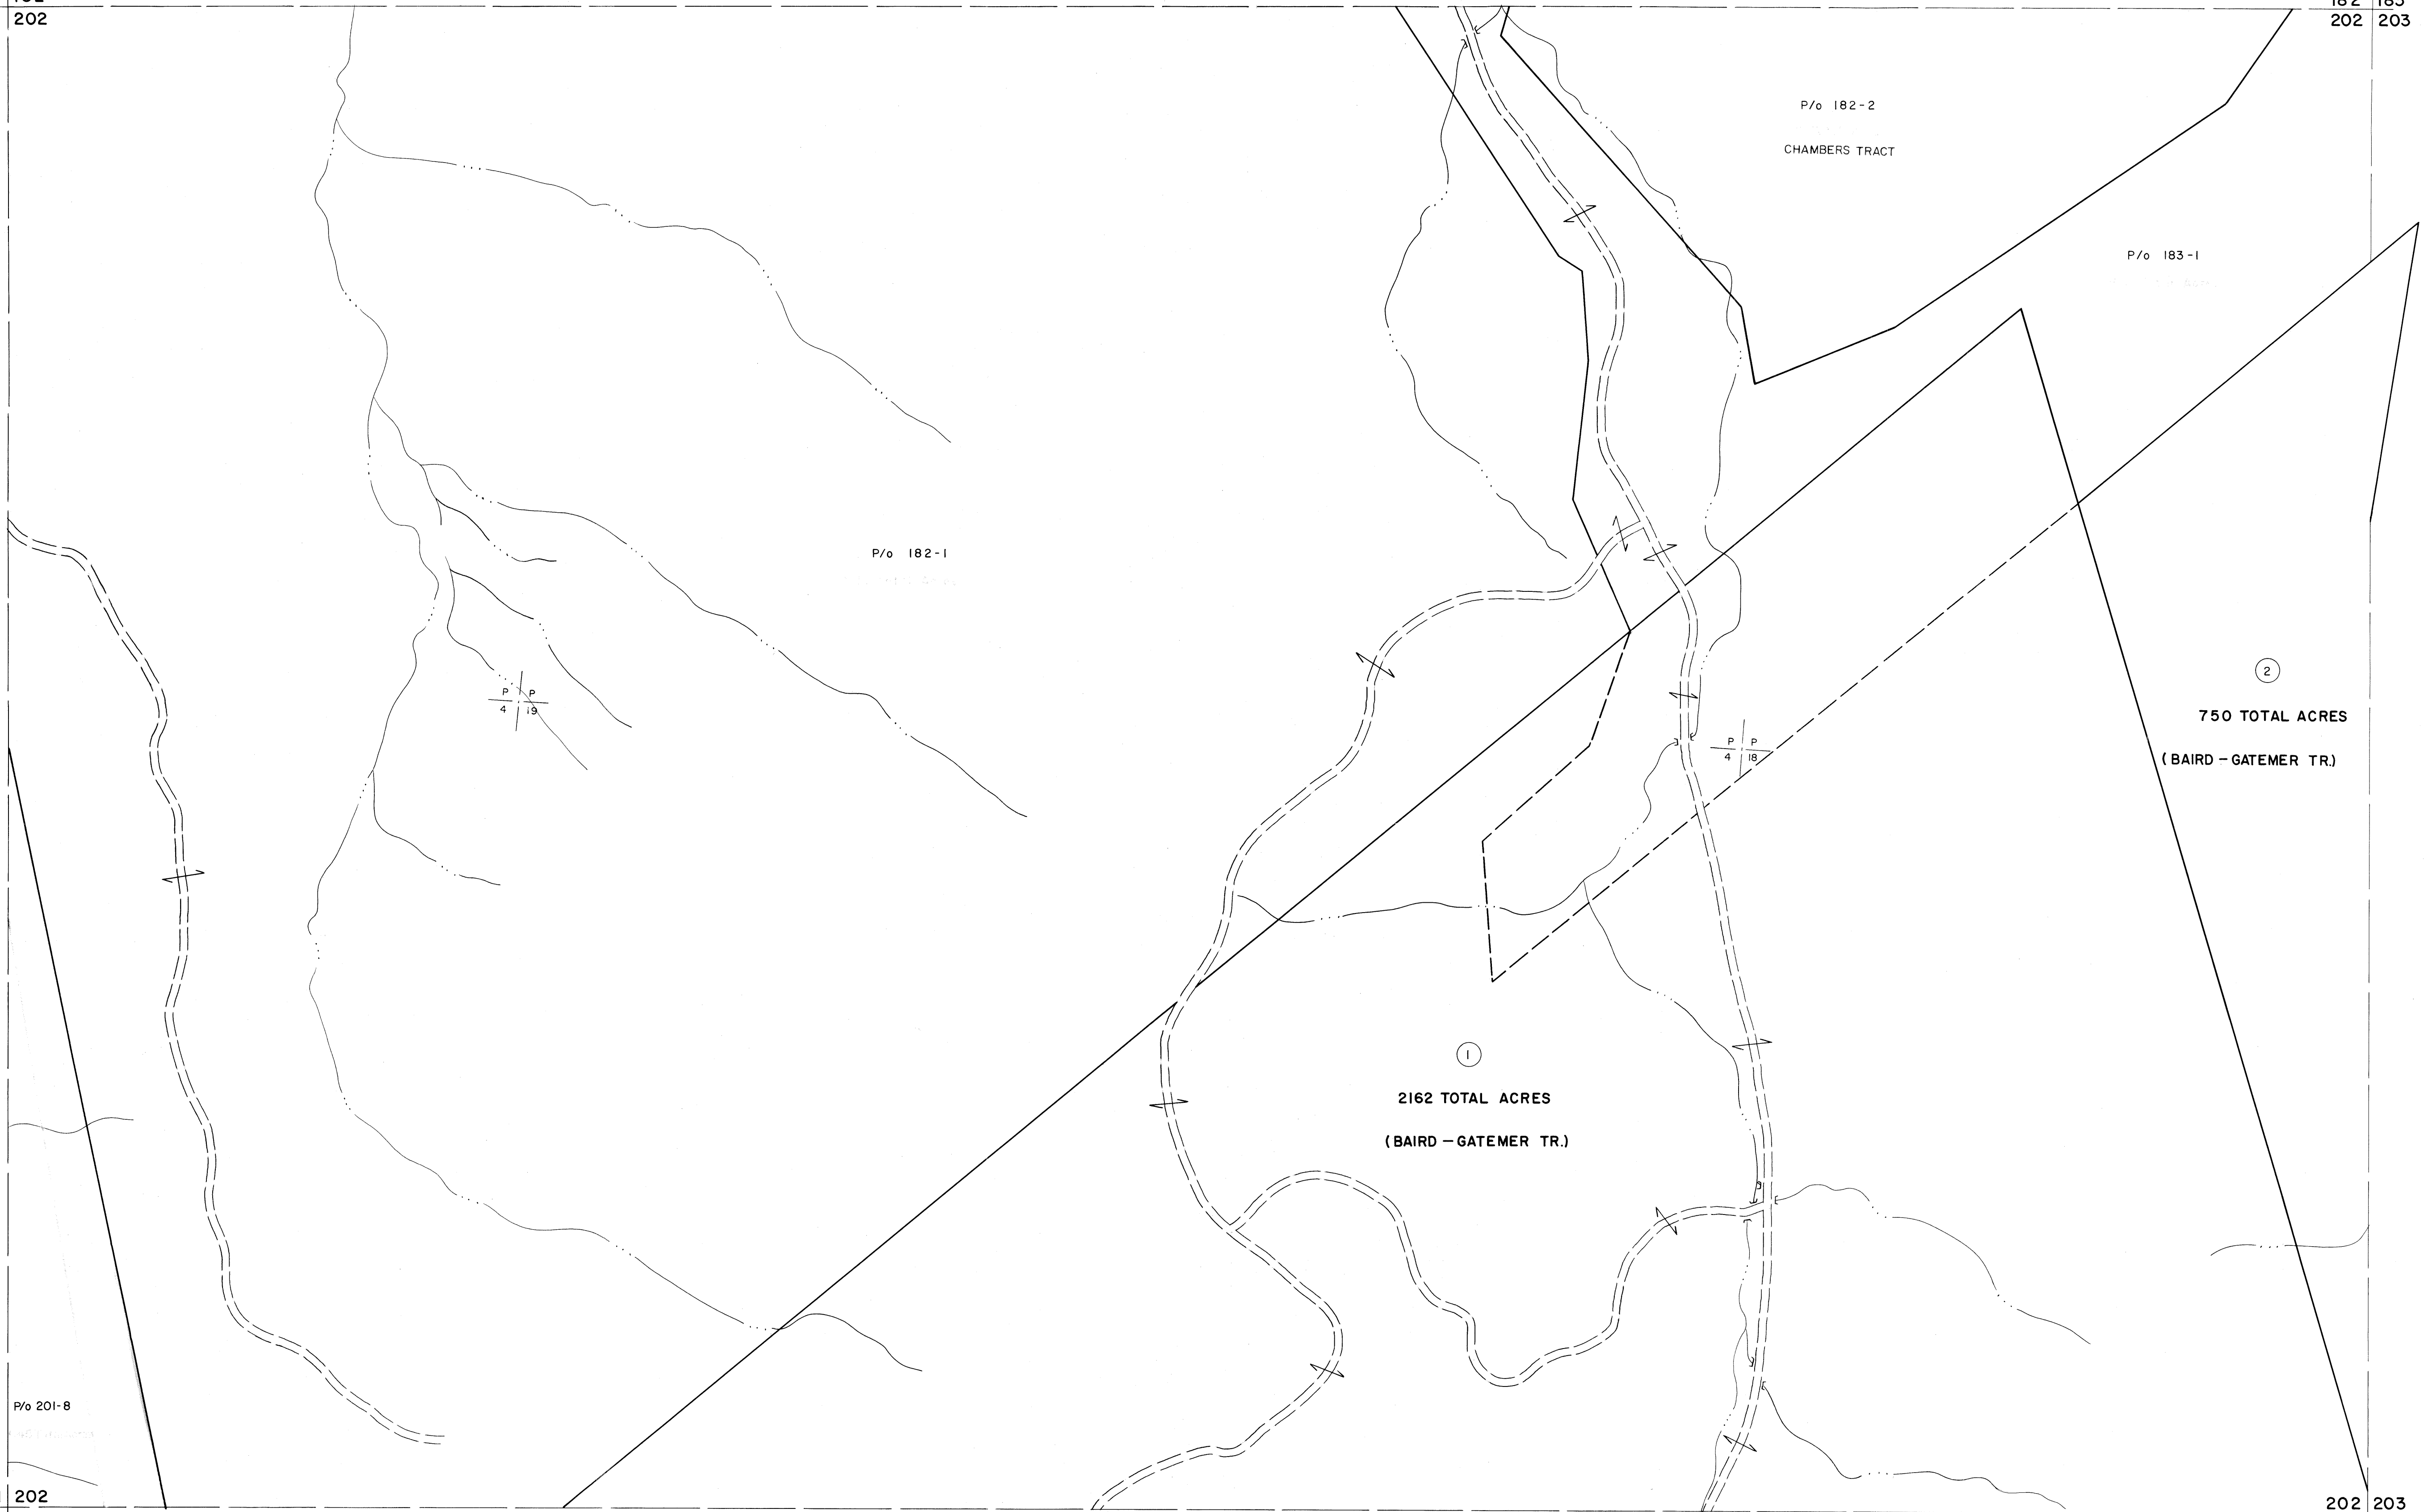 202
182 183
202 203
P/o 182-2
CHAMBERS TRACT
P/o 183-1
P/o 182-1
P P
4 19
P P
4 18
2
750 TOTAL ACRES
(BAIRD-GATEMER TR.)
1
2162 TOTAL ACRES
(BAIRD-GATEMER TR.)
P/o 201-8
202
202 203